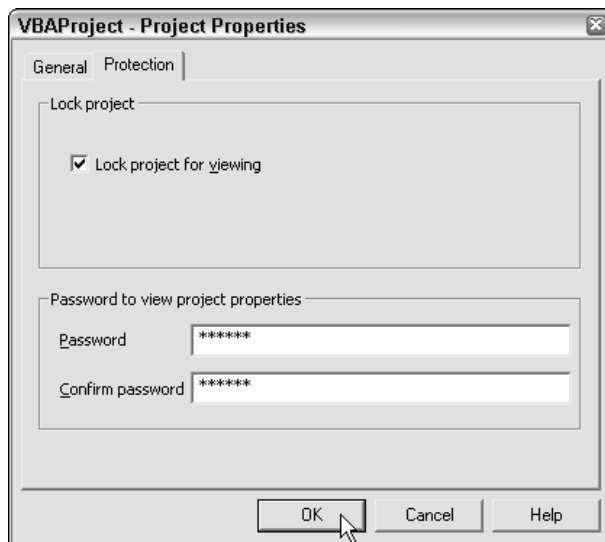 VBAProject - Project Properties
General Protection
Lock project
Lock project for viewing
Password to view project properties
Password ******
Confirm password ******
OK Cancel Help